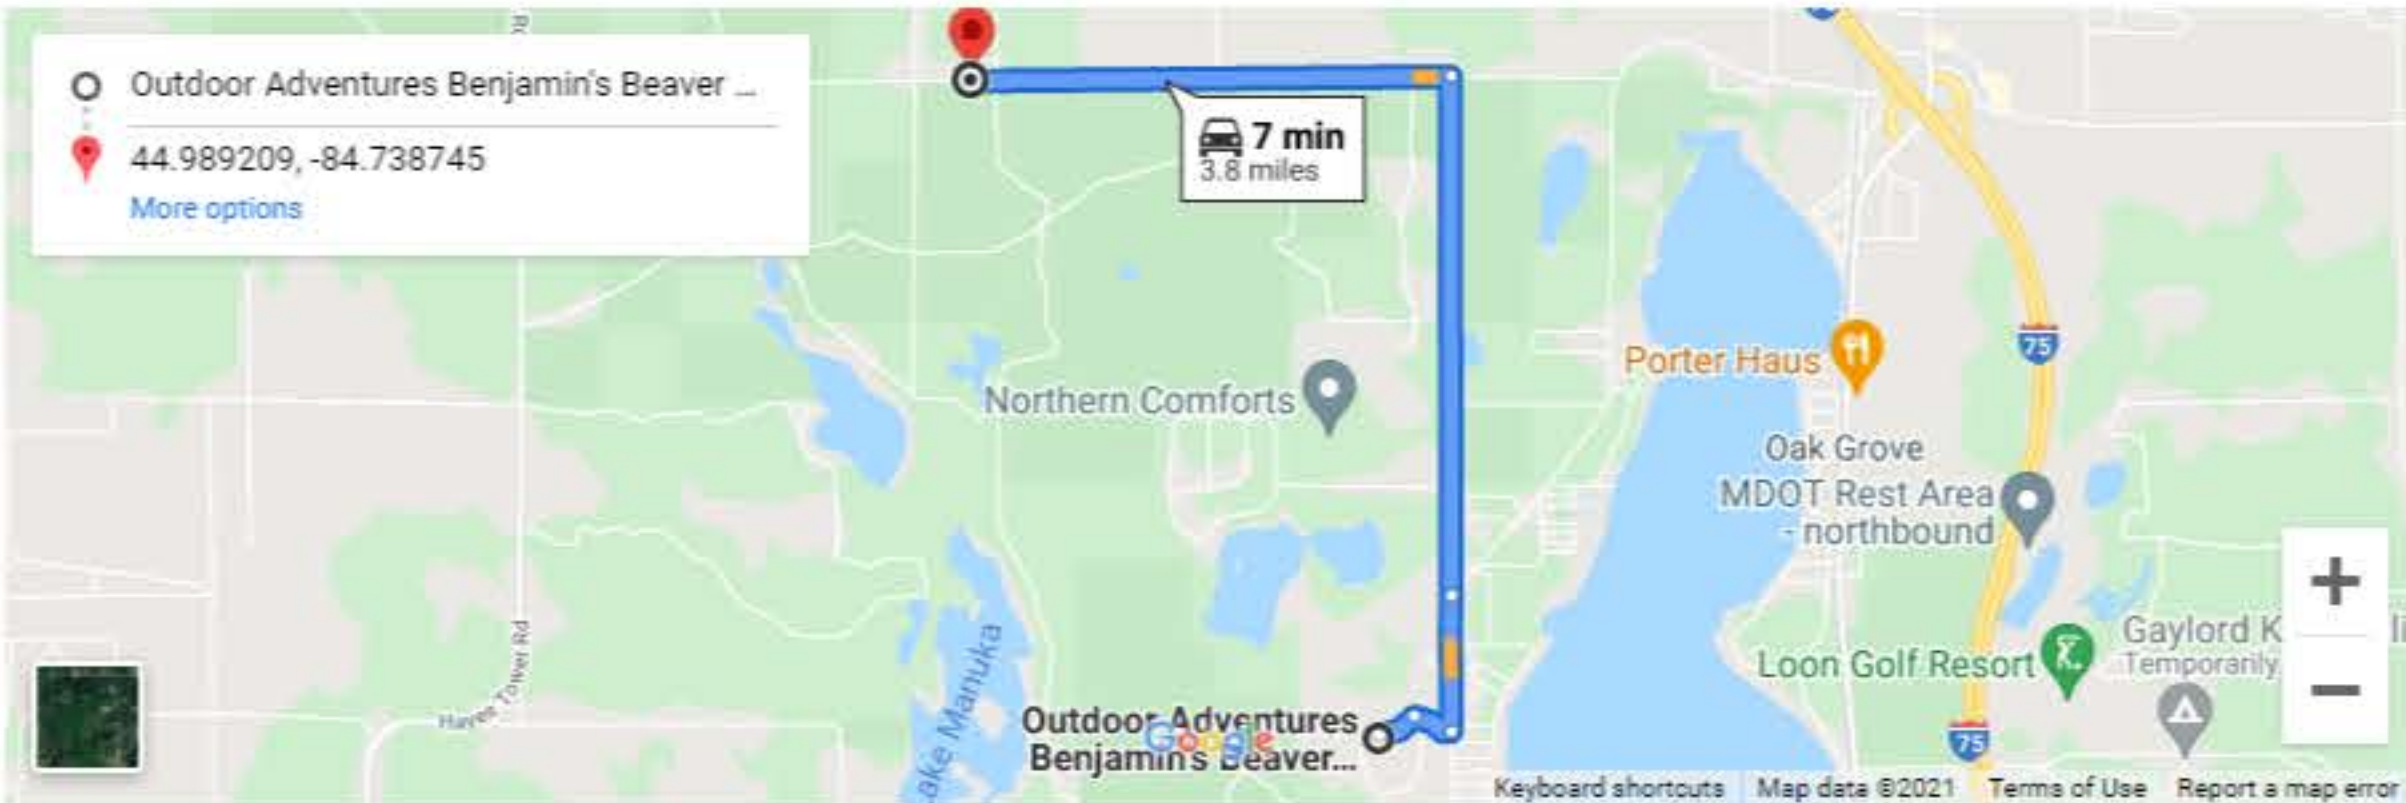 Outdoor Adventures Benjamin's Beaver ...
44.989209, -84.738745
More options
7 min
3.8 miles
75
Porter Haus
Northern Comforts
Oak Grove
MDOT Rest Area
- northbound
Hayes Tower Rd
Lake Manuka
Loon Golf Resort
Gaylord K
Temporarily
Outdoor Adventures
Benjamin's Beaver...
Google
75
Keyboard shortcuts
Map data ©2021
Terms of Use
Report a map error